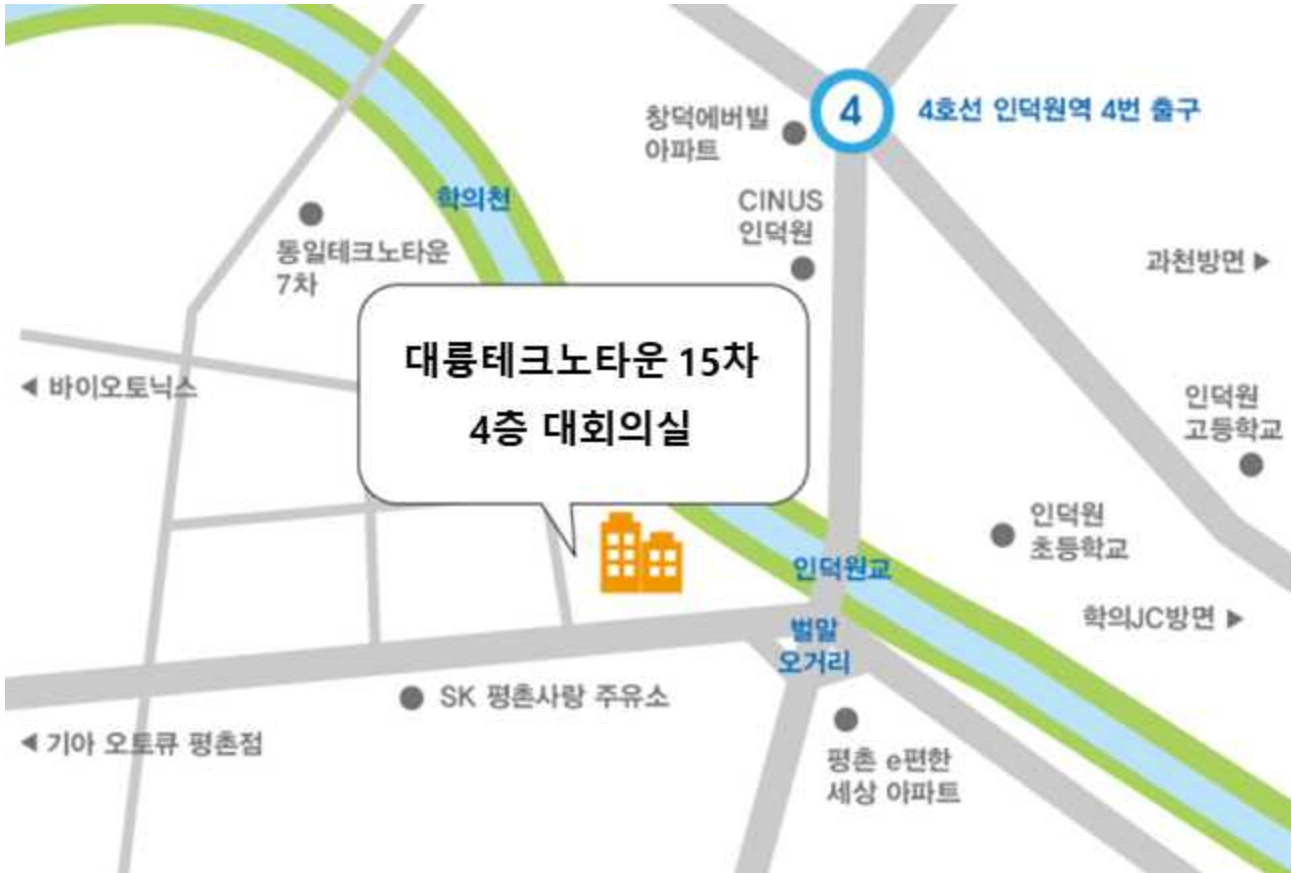 4
4호선 인덕원역 4번 출구
창덕에버빌
아파트
학의천
CINUS
인덕원
동일테크노타운
7차
과천방면 ▶
대륭테크노타운 15차
4층 대회의실
◀ 바이오토닉스
인덕원
고등학교
인덕원
초등학교
인덕원교
학의JC방면 ▶
벌말
오거리
SK 평촌사랑 주유소
◀ 기아 오토큐 평촌점
평촌 e편한
세상 아파트